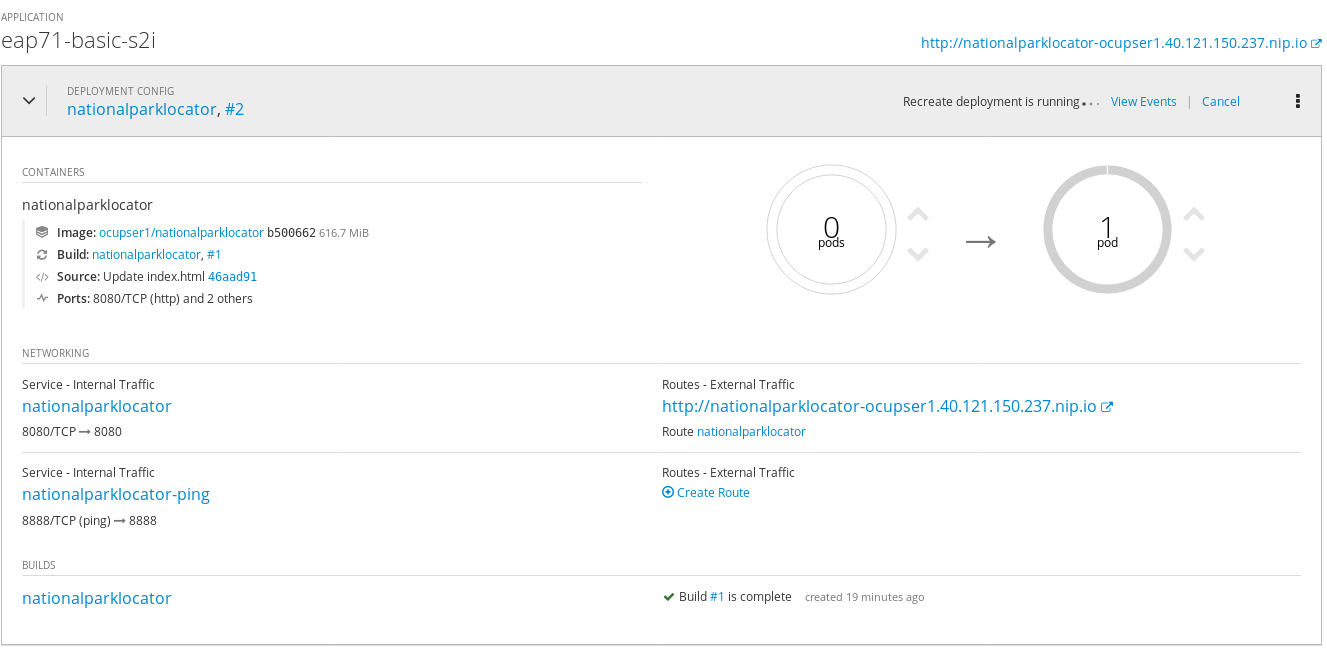 APPLICATION
eap71-basic-s2i
http://nationalparklocator-ocupser1.40.121.150.237.nip.io
DEPLOYMENT CONFIG
nationalparklocator, #2
Recreate deployment is running... View Events | Cancel
CONTAINERS
nationalparklocator
Image: ocupser1/nationalparklocator b500662 616.7 MiB
Build: nationalparklocator, #1
Source: Update index.html 46aad91
Ports: 8080/TCP (http) and 2 others
0
pods
→
1
pod
NETWORKING
Service - Internal Traffic
nationalparklocator
8080/TCP → 8080
Routes - External Traffic
http://nationalparklocator-ocupser1.40.121.150.237.nip.io
Route nationalparklocator
Service - Internal Traffic
nationalparklocator-ping
8888/TCP (ping) → 8888
Routes - External Traffic
Create Route
BUILDS
nationalparklocator
Build #1 is complete created 19 minutes ago